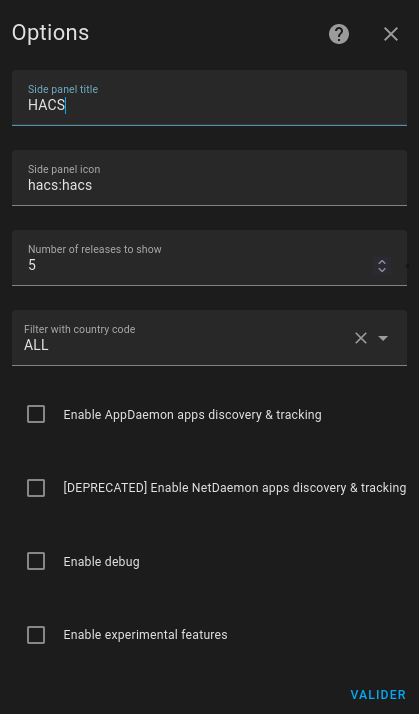 Options
Side panel title
HACS
Side panel icon
hacs:hacs
Number of releases to show
5
Filter with country code
ALL
Enable AppDaemon apps discovery & tracking
[DEPRECATED] Enable NetDaemon apps discovery & tracking
Enable debug
Enable experimental features
VALIDER